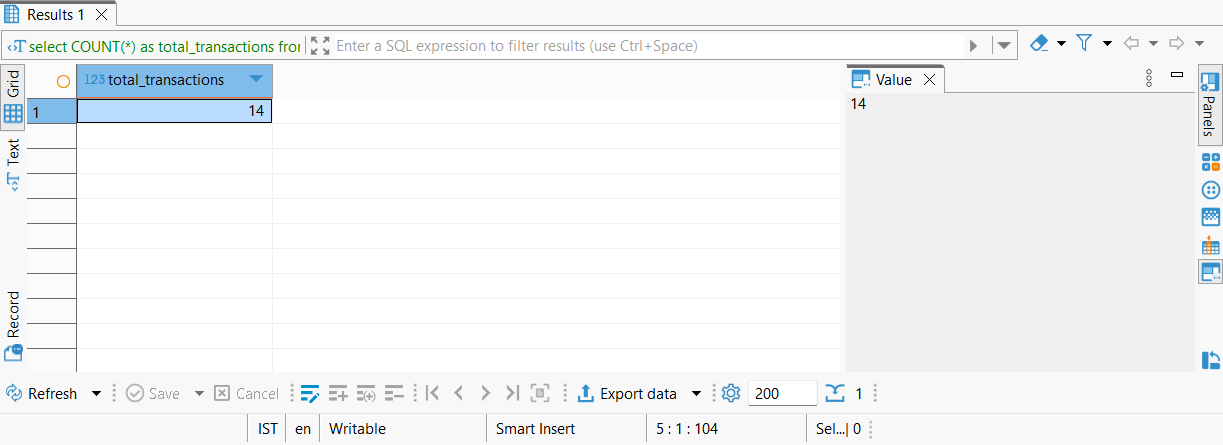 Results 1
select COUNT(*) as total_transactions from
Enter a SQL expression to filter results (use Ctrl+Space)
Grid
Text
Record
123 total_transactions
1
14
Value
14
Panels
Refresh
Save
Cancel
Export data
200
1
IST
en
Writable
Smart Insert
5 : 1 : 104
Sel...| 0